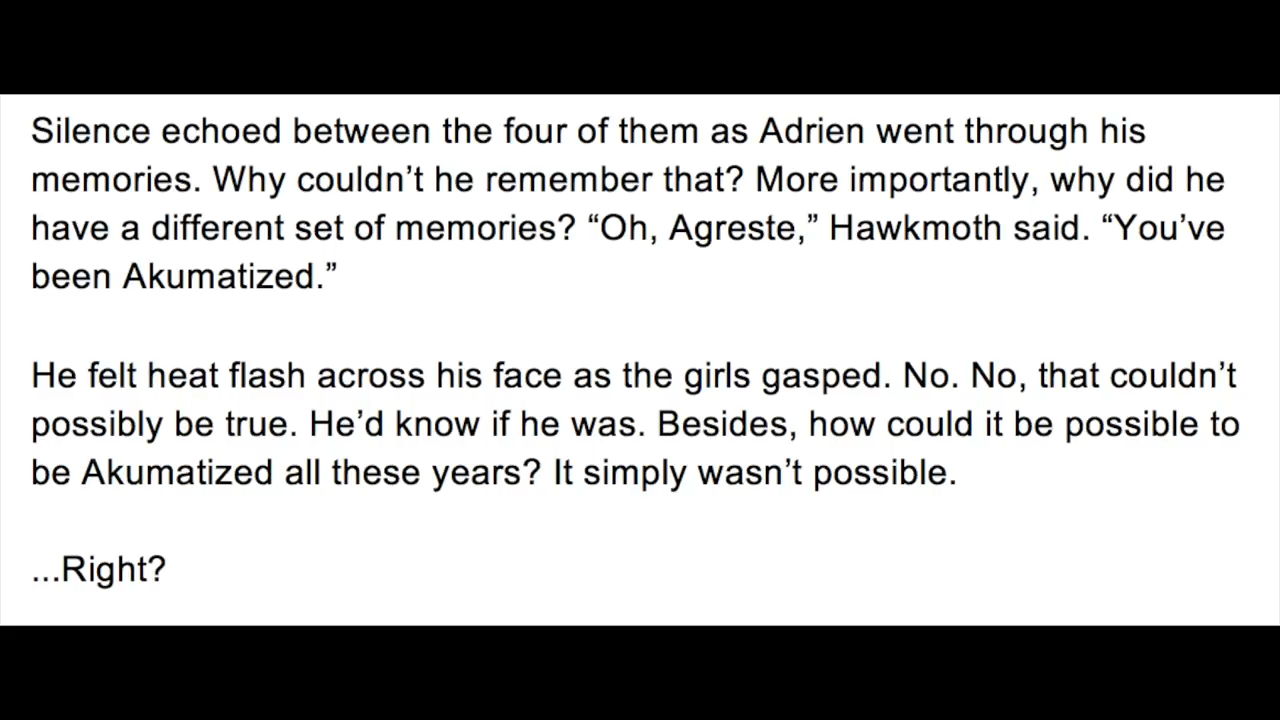 Silence echoed between the four of them as Adrien went through his
memories. Why couldn’t he remember that? More importantly, why did he
have a different set of memories? “Oh, Agreste,” Hawkmoth said. “You’ve
been Akumatized.”
He felt heat flash across his face as the girls gasped. No. No, that couldn’t
possibly be true. He’d know if he was. Besides, how could it be possible to
be Akumatized all these years? It simply wasn’t possible.
...Right?